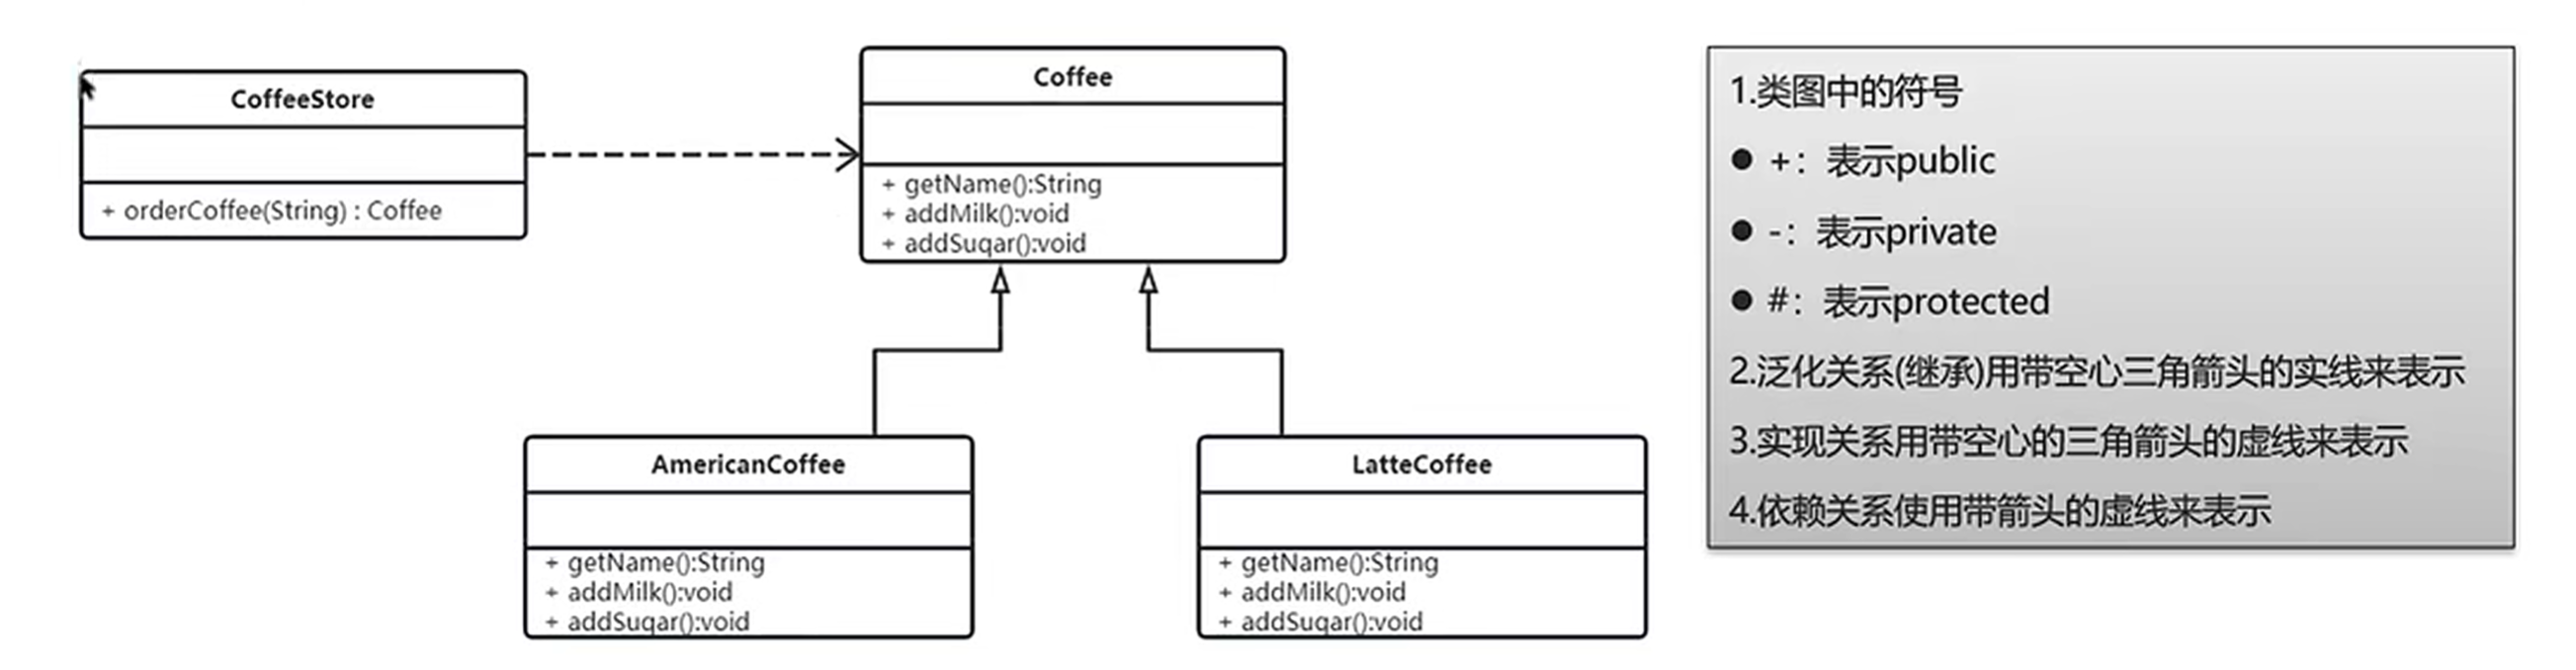 CoffeeStore
+ orderCoffee(String) : Coffee
Coffee
+ getName():String
+ addMilk():void
+ addSugar():void
AmericanCoffee
+ getName():String
+ addMilk():void
+ addSugar():void
LatteCoffee
+ getName():String
+ addMilk():void
+ addSugar():void
1.类图中的符号
● +：表示public
● -：表示private
● #：表示protected
2.泛化关系(继承)用带空心三角箭头的实线来表示
3.实现关系用带空心的三角箭头的虚线来表示
4.依赖关系使用带箭头的虚线来表示